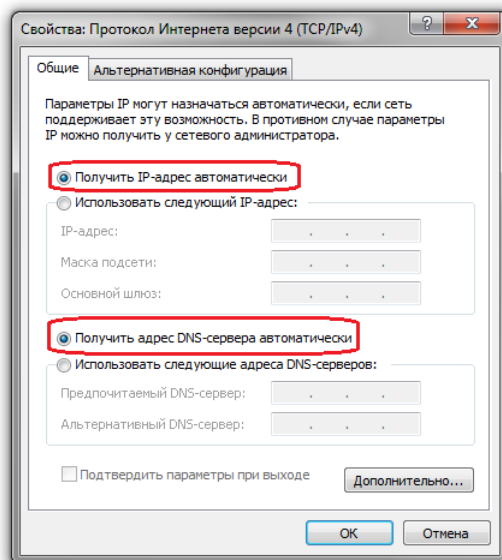 Свойства: Протокол Интернета версии 4 (TCP/IPv4)
Общие
Альтернативная конфигурация
Параметры IP могут назначаться автоматически, если сеть
поддерживает эту возможность. В противном случае параметры
IP можно получить у сетевого администратора.
Получить IP-адрес автоматически
Использовать следующий IP-адрес:
IP-адрес:
Маска подсети:
Основной шлюз:
Получить адрес DNS-сервера автоматически
Использовать следующие адреса DNS-серверов:
Предпочитаемый DNS-сервер:
Альтернативный DNS-сервер:
Подтвердить параметры при выходе
Дополнительно...
ОК
Отмена